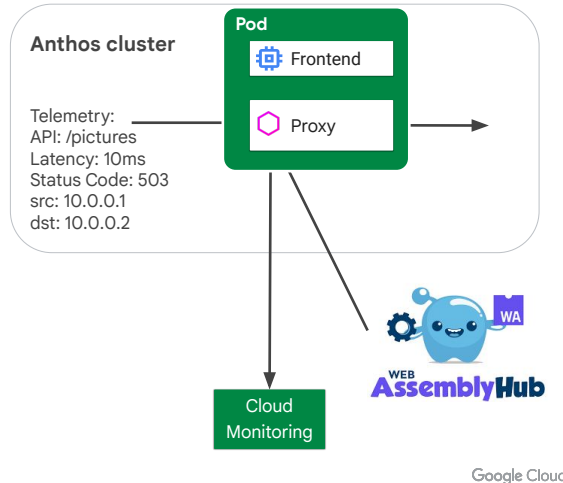 Anthos cluster
Pod
Frontend
Proxy
Telemetry:
API: /pictures
Latency: 10ms
Status Code: 503
src: 10.0.0.1
dst: 10.0.0.2
WA
WEB
AssemblyHub
Cloud
Monitoring
Google Cloud